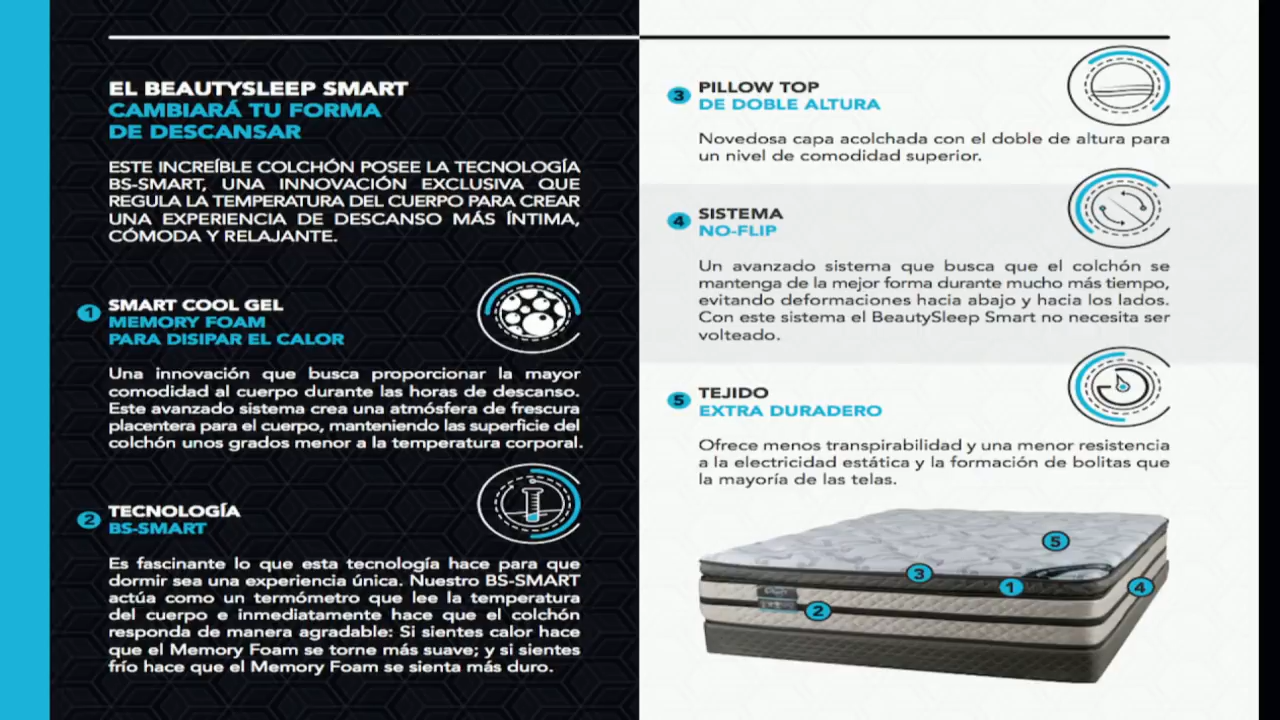 EL BEAUTYSLEEP SMART
CAMBIARÁ TU FORMA
DE DESCANSAR
ESTE INCREÍBLE COLCHÓN POSEE LA TECNOLOGÍA
BS-SMART, UNA INNOVACIÓN EXCLUSIVA QUE
REGULA LA TEMPERATURA DEL CUERPO PARA CREAR
UNA EXPERIENCIA DE DESCANSO MÁS ÍNTIMA,
CÓMODA Y RELAJANTE.
1 SMART COOL GEL
MEMORY FOAM
PARA DISIPAR EL CALOR
Una innovación que busca proporcionar la mayor
comodidad al cuerpo durante las horas de descanso.
Este avanzado sistema crea una atmósfera de frescura
placentera para el cuerpo, manteniendo las superficie del
colchón unos grados menor a la temperatura corporal.
2 TECNOLOGÍA
BS-SMART
Es fascinante lo que esta tecnología hace para que
dormir sea una experiencia única. Nuestro BS-SMART
actúa como un termómetro que lee la temperatura
del cuerpo e inmediatamente hace que el colchón
responda de manera agradable: Si sientes calor hace
que el Memory Foam se torne más suave; y si sientes
frío hace que el Memory Foam se sienta más duro.
3 PILLOW TOP
DE DOBLE ALTURA
Novedosa capa acolchada con el doble de altura para
un nivel de comodidad superior.
4 SISTEMA
NO-FLIP
Un avanzado sistema que busca que el colchón se
mantenga de la mejor forma durante mucho más tiempo,
evitando deformaciones hacia abajo y hacia los lados.
Con este sistema el BeautySleep Smart no necesita ser
volteado.
5 TEJIDO
EXTRA DURADERO
Ofrece menos transpirabilidad y una menor resistencia
a la electricidad estática y la formación de bolitas que
la mayoría de las telas.
5
3
1
4
2